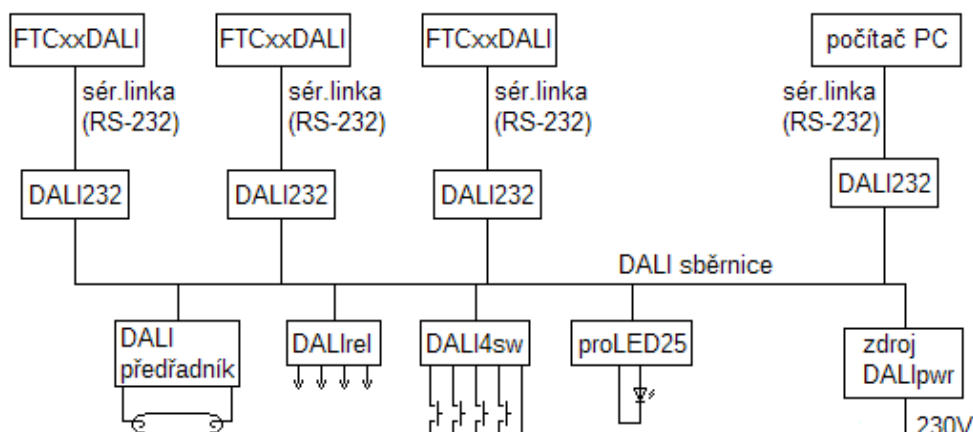 FTCxxDALI
FTCxxDALI
FTCxxDALI
počítač PC
sér.linka
(RS-232)
sér.linka
(RS-232)
sér.linka
(RS-232)
sér.linka
(RS-232)
DALI232
DALI232
DALI232
DALI232
DALI sběrnice
DALI
předřadník
DALIrel
DALI4sw
proLED25
zdroj
DALIpwr
230V